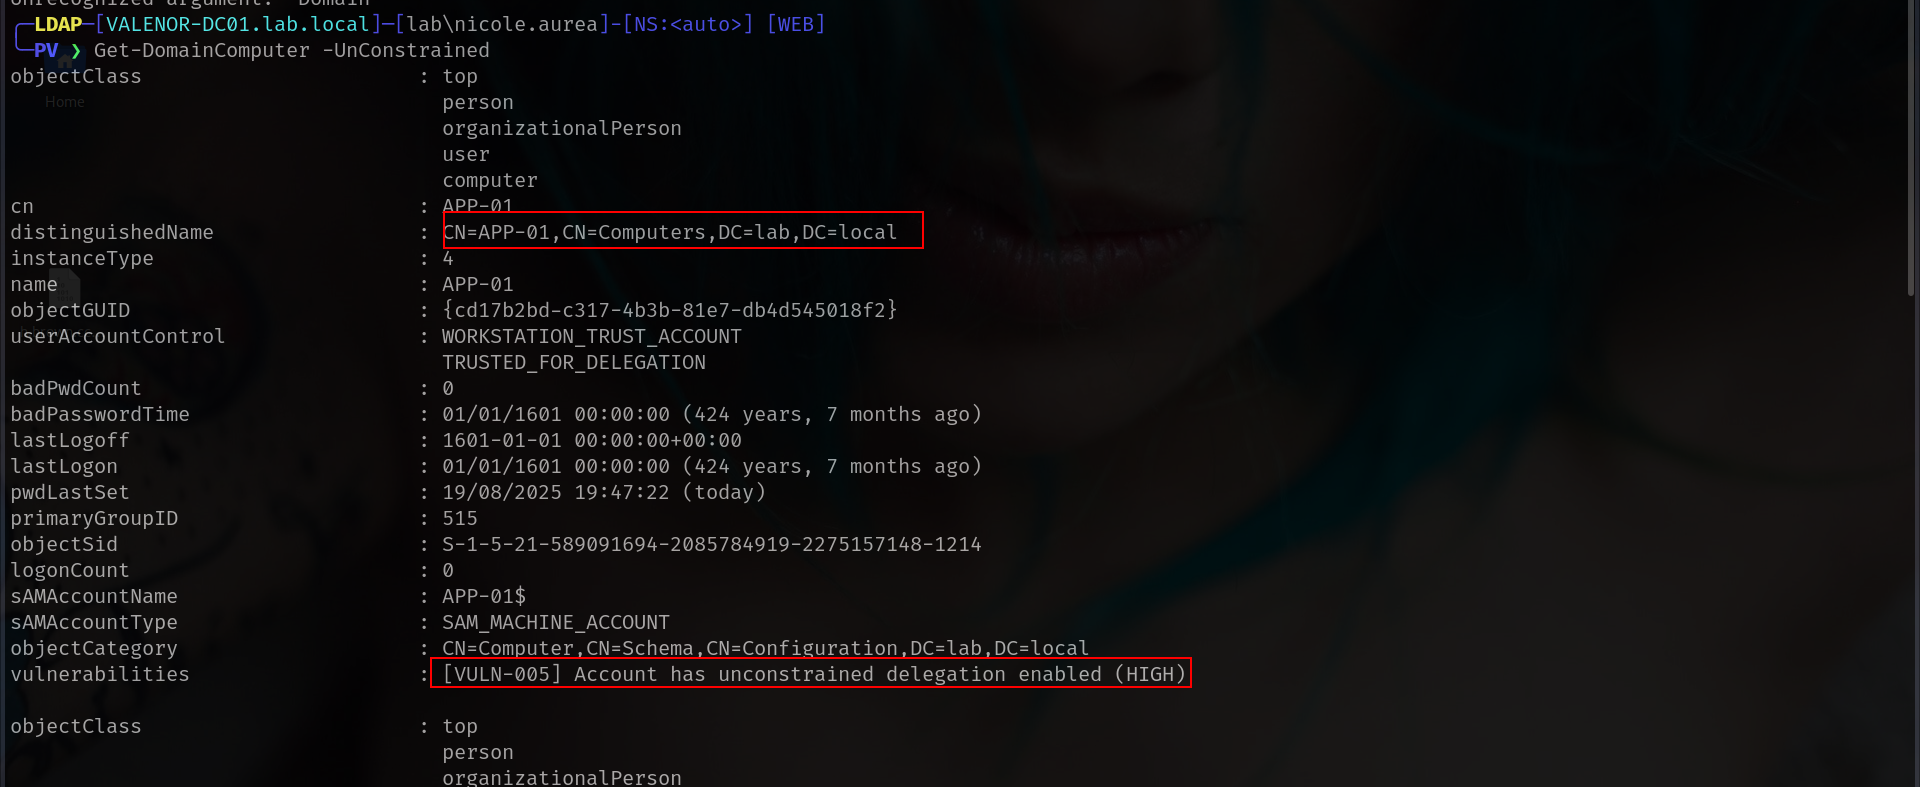 LDAP─[VALENOR-DC01.lab.local]─[lab\nicole.aurea]-[NS:<auto>] [WEB]
PV ❯ Get-DomainComputer -UnConstrained
objectClass : top
person
organizationalPerson
user
computer
Home
cn : APP-01
distinguishedName : CN=APP-01,CN=Computers,DC=lab,DC=local
instanceType : 4
name : APP-01
objectGUID : {cd17b2bd-c317-4b3b-81e7-db4d545018f2}
userAccountControl : WORKSTATION_TRUST_ACCOUNT
TRUSTED_FOR_DELEGATION
badPwdCount : 0
badPasswordTime : 01/01/1601 00:00:00 (424 years, 7 months ago)
lastLogoff : 1601-01-01 00:00:00+00:00
lastLogon : 01/01/1601 00:00:00 (424 years, 7 months ago)
pwdLastSet : 19/08/2025 19:47:22 (today)
primaryGroupID : 515
objectSid : S-1-5-21-589091694-2085784919-2275157148-1214
logonCount : 0
sAMAccountName : APP-01$
sAMAccountType : SAM_MACHINE_ACCOUNT
objectCategory : CN=Computer,CN=Schema,CN=Configuration,DC=lab,DC=local
vulnerabilities : [VULN-005] Account has unconstrained delegation enabled (HIGH)
objectClass : top
person
organizationalPerson